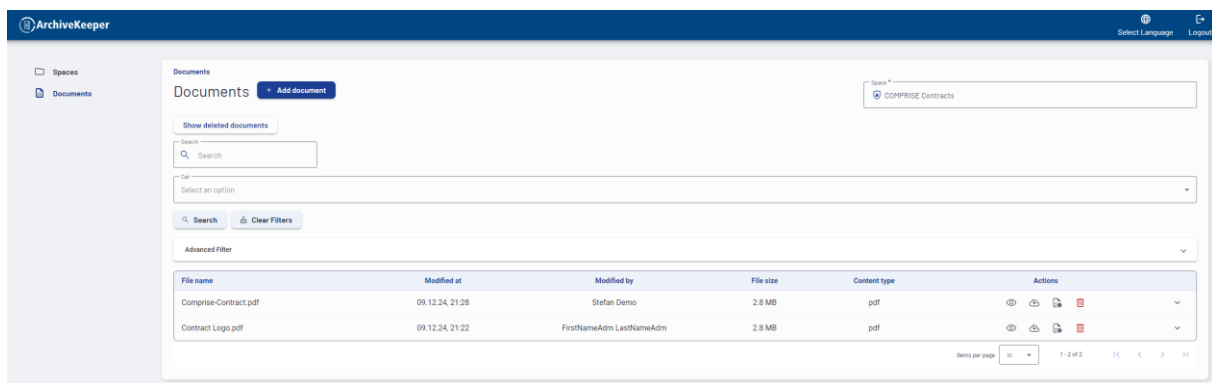 ArchiveKeeper
Select Language
Logout
Spaces
Documents
Documents
Documents
+ Add document
Space *
COMPRISE Contracts
Show deleted documents
Search
Search
Cat
Select an option
Search
Clear Filters
Advanced Filter
File name Modified at Modified by File size Content type Actions
Comprise-Contract.pdf 09.12.24, 21:28 Stefan Demo 2.8 MB pdf
Contract Logo.pdf 09.12.24, 21:22 FirstNameAdm LastNameAdm 2.8 MB pdf
Items per page 10 1 - 2 of 2